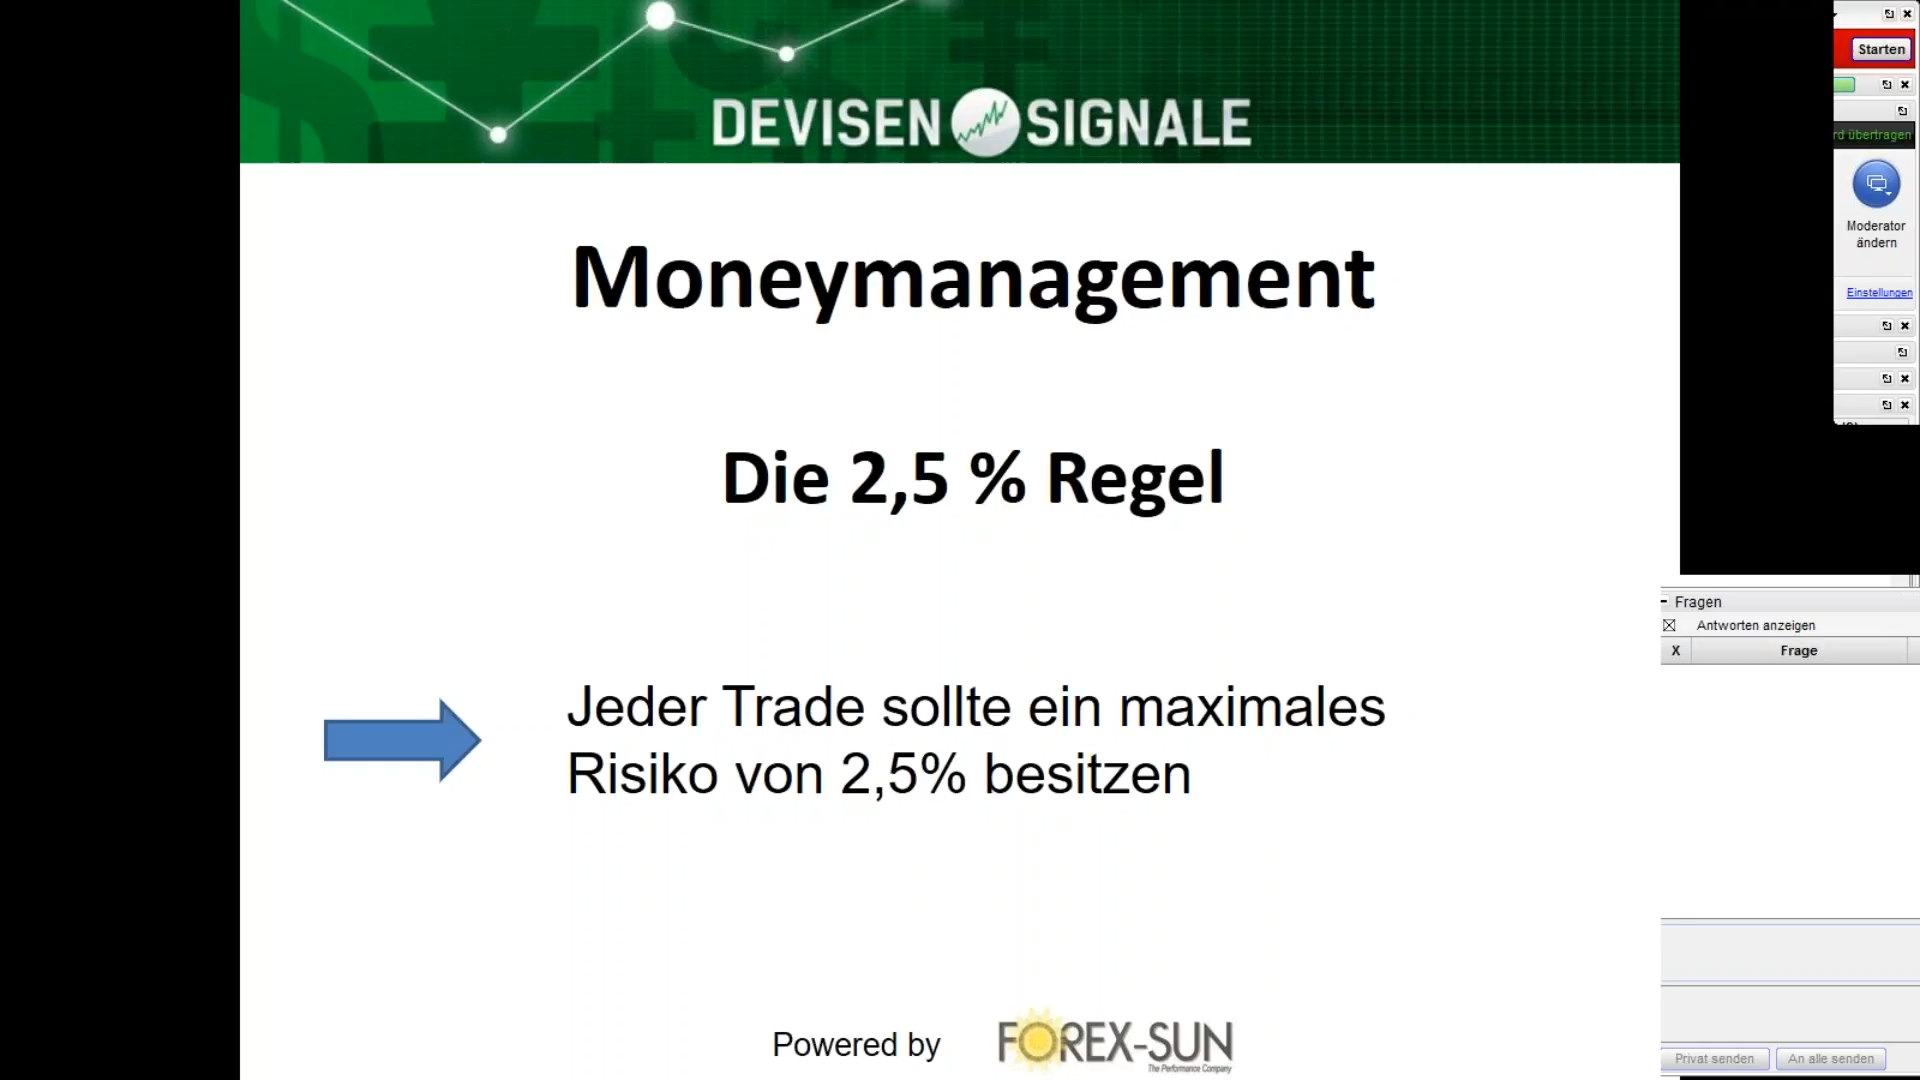 DEVISEN SIGNALE
Moneymanagement
Die 2,5 % Regel
Jeder Trade sollte ein maximales
Risiko von 2,5% besitzen
Powered by
FOREX-SUN
The Performance Company
Starten
rd übertragen
Moderator
ändern
Einstellungen
Fragen
Antworten anzeigen
X Frage
Privat senden An alle senden